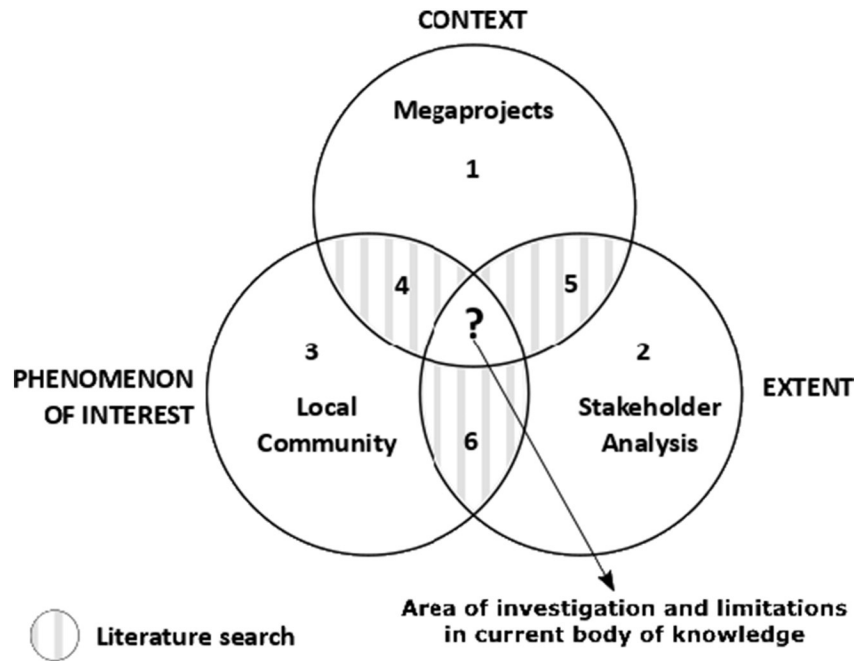 CONTEXT
Megaprojects
1
4
5
?
3
2
PHENOMENON
OF INTEREST
Local
Community
Stakeholder
Analysis
EXTENT
6
Area of investigation and limitations
in current body of knowledge
Literature search